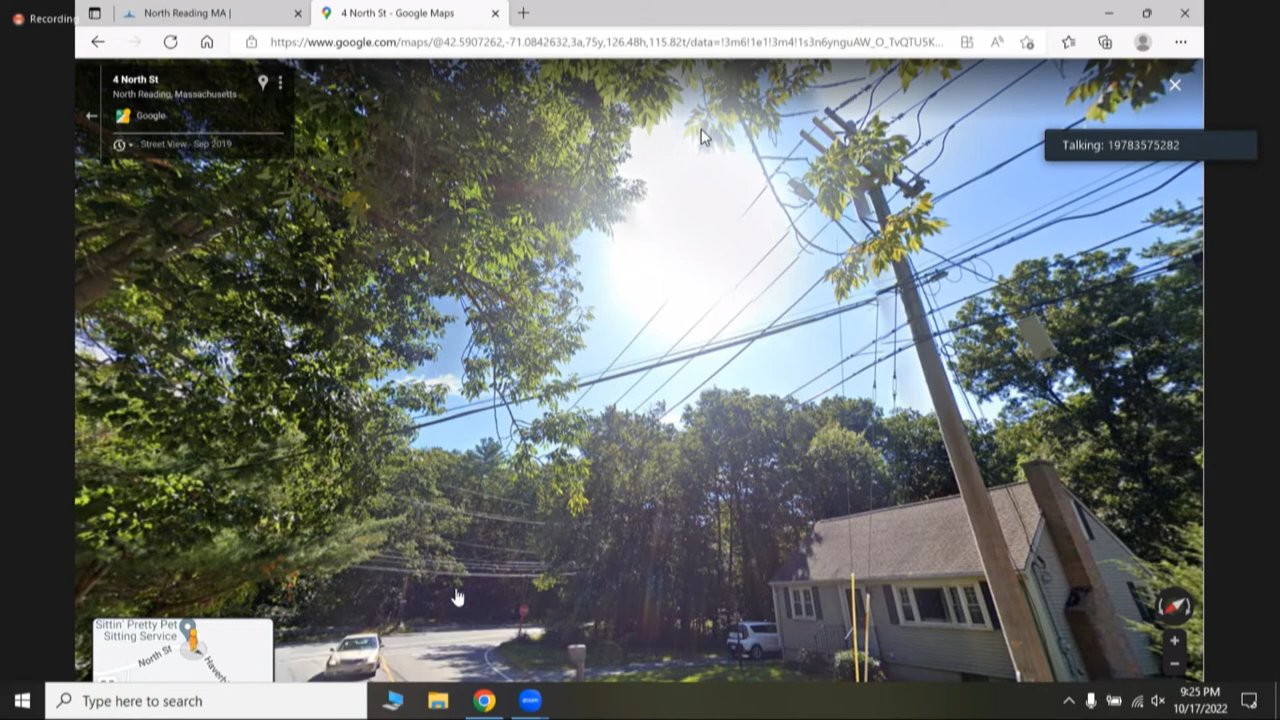 Recording
North Reading MA |
4 North St - Google Maps
https://www.google.com/maps/@42.5907262,-71.0842632,3a,75y,126.48h,115.82t/data=!3m6!1e1!3m4!1s3n6ynguAW_O_TvQTU5K...
4 North St
North Reading, Massachusetts
Google
Street View - Sep 2019
Talking: 19783575282
Sittin' Pretty Pet
Sitting Service
North St
Haverh
Type here to search
zoom
9:25 PM
10/17/2022